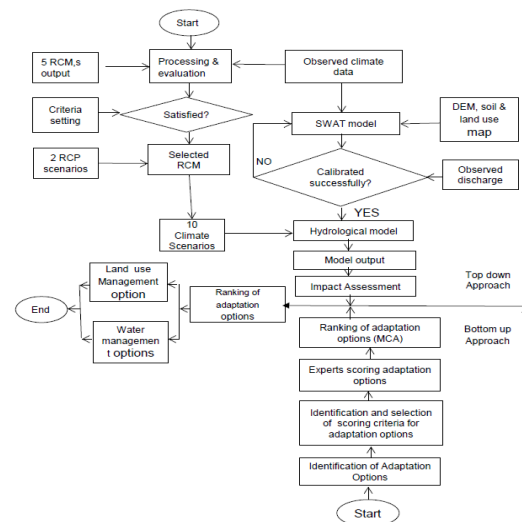 Start
5 RCM,s
output
Processing &
evaluation
Observed climate
data
Criteria
setting
Satisfied?
SWAT model
DEM, soil &
land use
map
2 RCP
scenarios
Selected
RCM
NO
Calibrated
successfully?
Observed
discharge
YES
10
Climate
Scenarios
Hydrological model
Model output
Land use
Management
option
Impact Assessment
Top down
Approach
End
Ranking of
adaptation
options
Water
managemen
t options
Bottom up
Approach
Ranking of adaptation
options (MCA)
Experts scoring adaptation
options
Identification and selection
of scoring criteria for
adaptation options
Identification of Adaptation
Options
Start